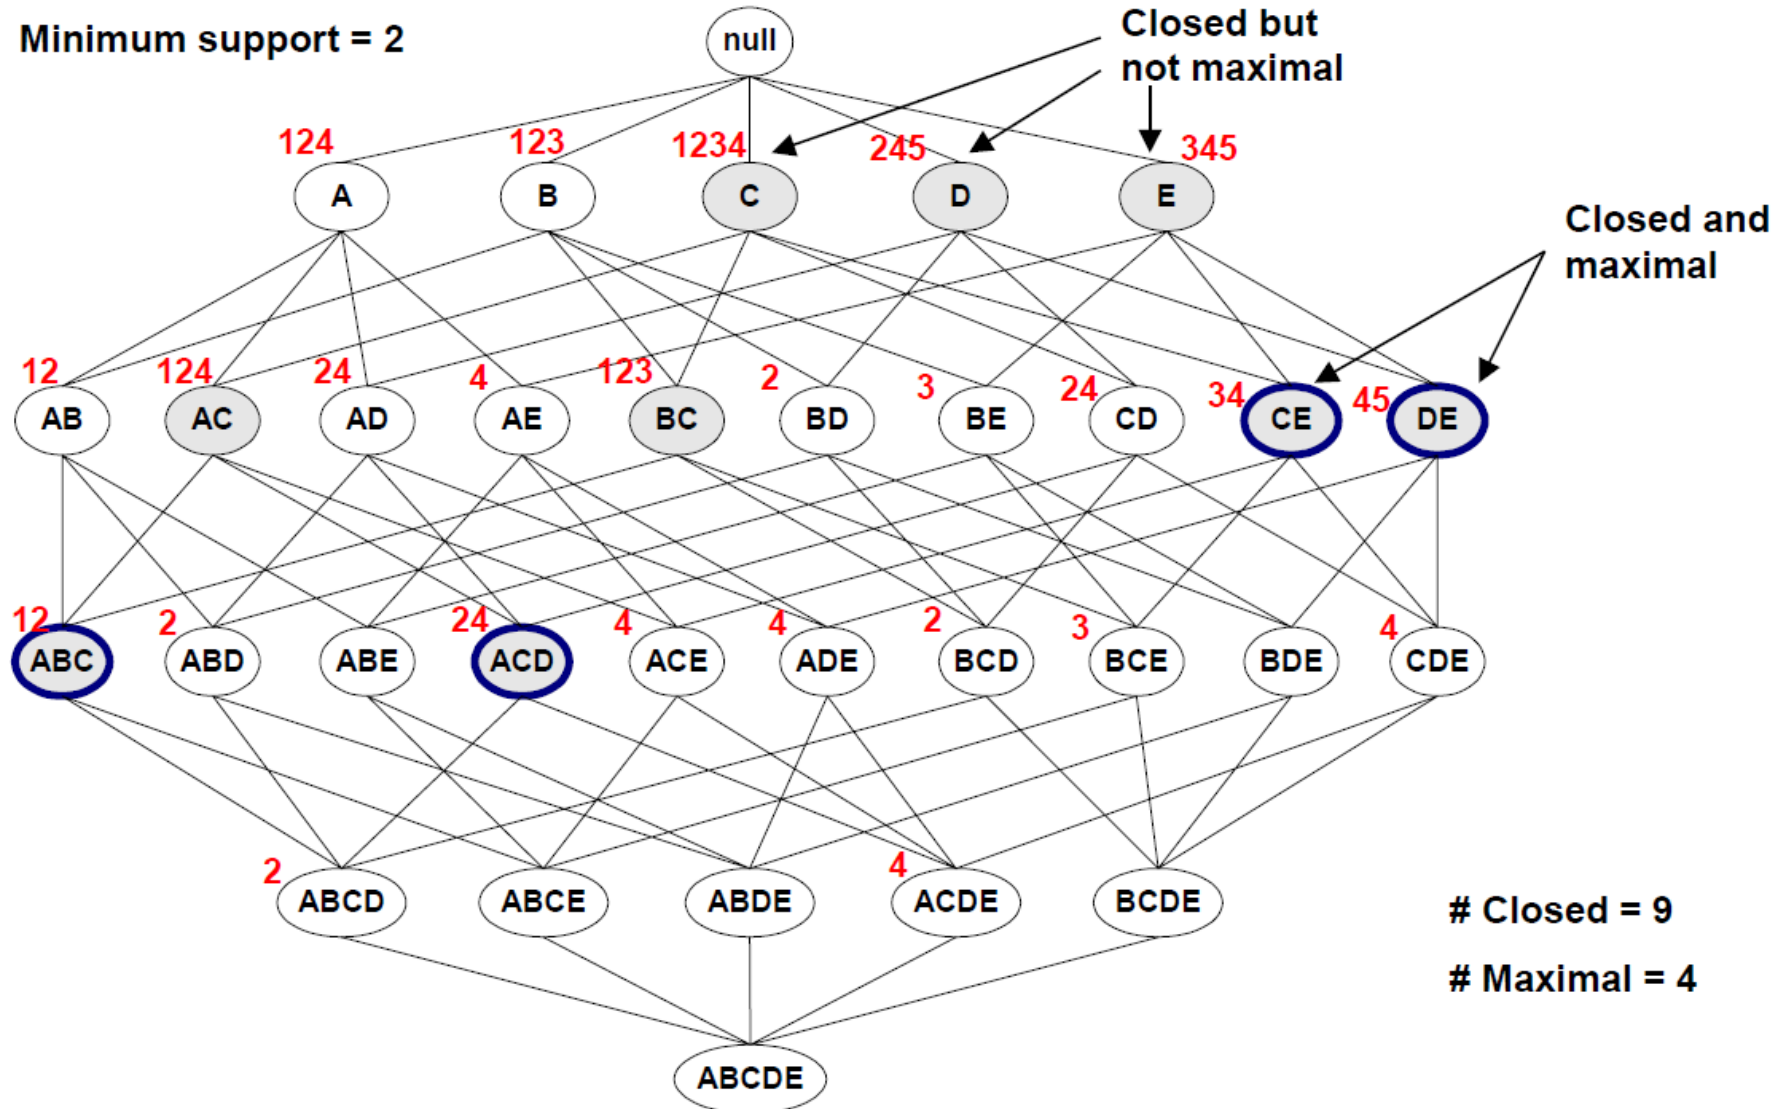 Minimum support = 2
null
Closed but
not maximal
124
123
1234
245
345
A
B
C
D
E
Closed and
maximal
12
124
24
4
123
2
3
24
34
45
AB
AC
AD
AE
BC
BD
BE
CD
CE
DE
12
2
24
4
4
2
3
4
ABC
ABD
ABE
ACD
ACE
ADE
BCD
BCE
BDE
CDE
2
4
ABCD
ABCE
ABDE
ACDE
BCDE
# Closed = 9
# Maximal = 4
ABCDE